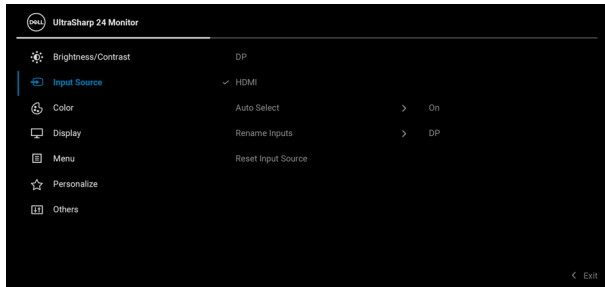 DELL UltraSharp 24 Monitor
Brightness/Contrast DP
Input Source ✓ HDMI
Color Auto Select > On
Display Rename Inputs > DP
Menu Reset Input Source
Personalize
Others
< Exit